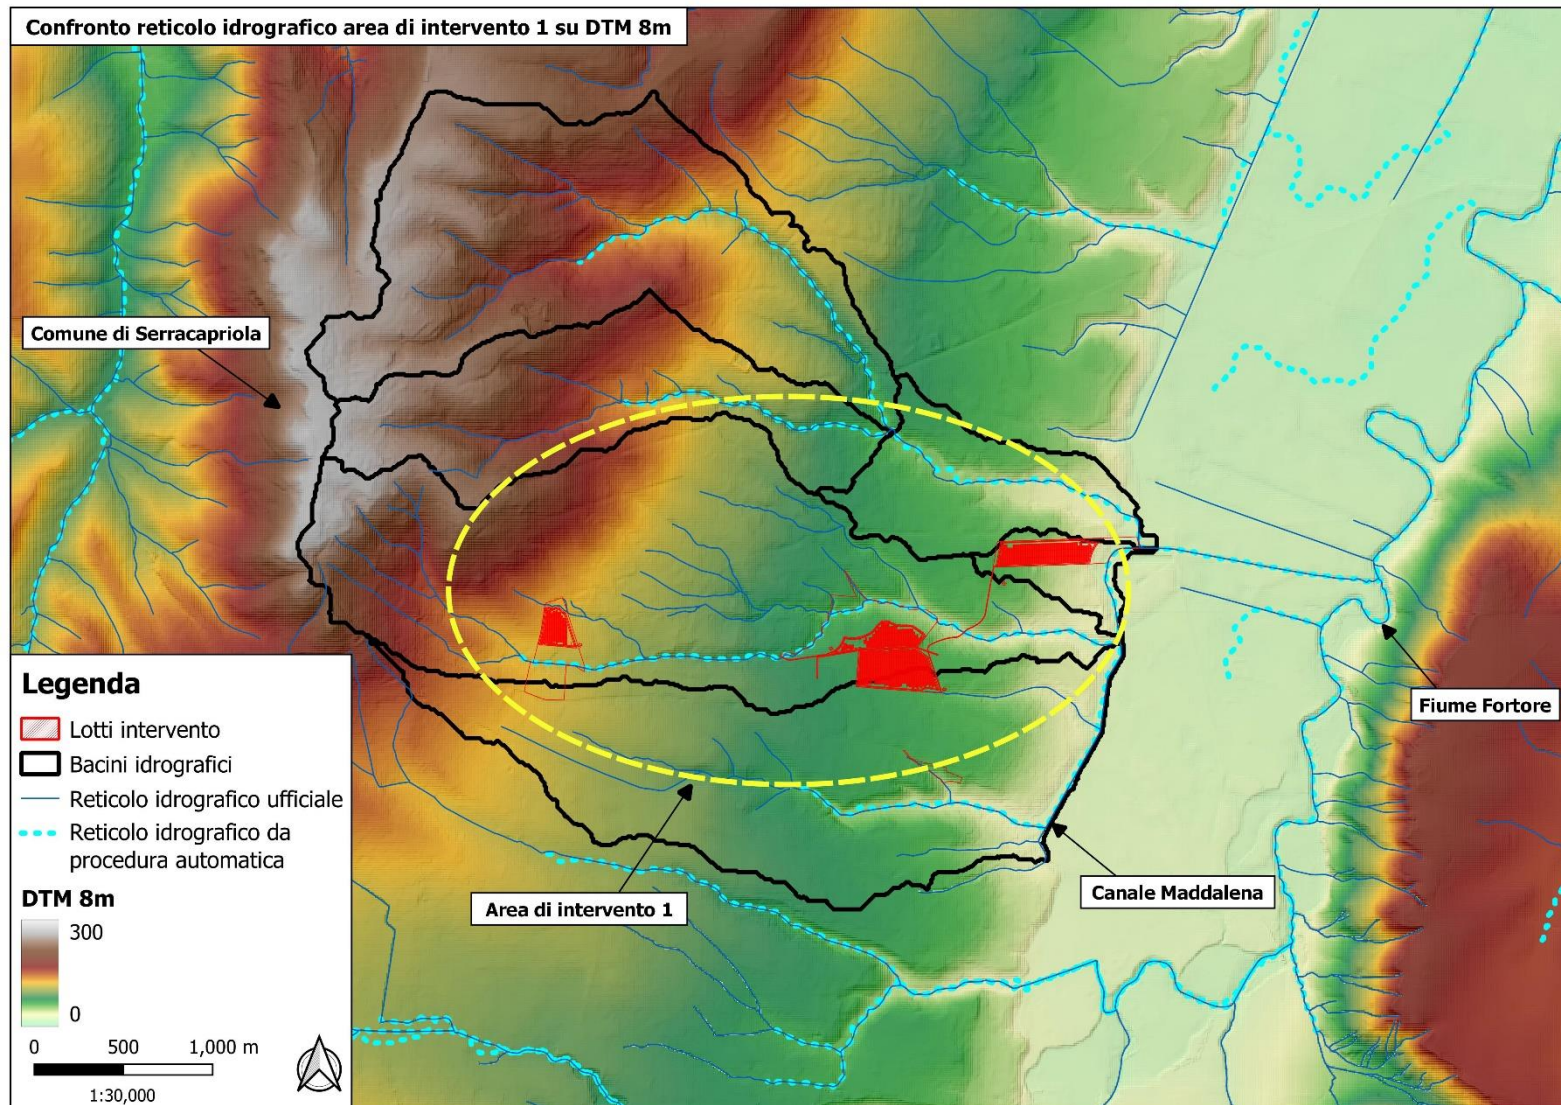 Confronto reticolo idrografico area di intervento 1 su DTM 8m
Comune di Serracapriola
Fiume Fortore
Canale Maddalena
Area di intervento 1
Legenda
Lotti intervento
Bacini idrografici
Reticolo idrografico ufficiale
Reticolo idrografico da
procedura automatica
DTM 8m
300
0
0 500 1,000 m
1:30,000